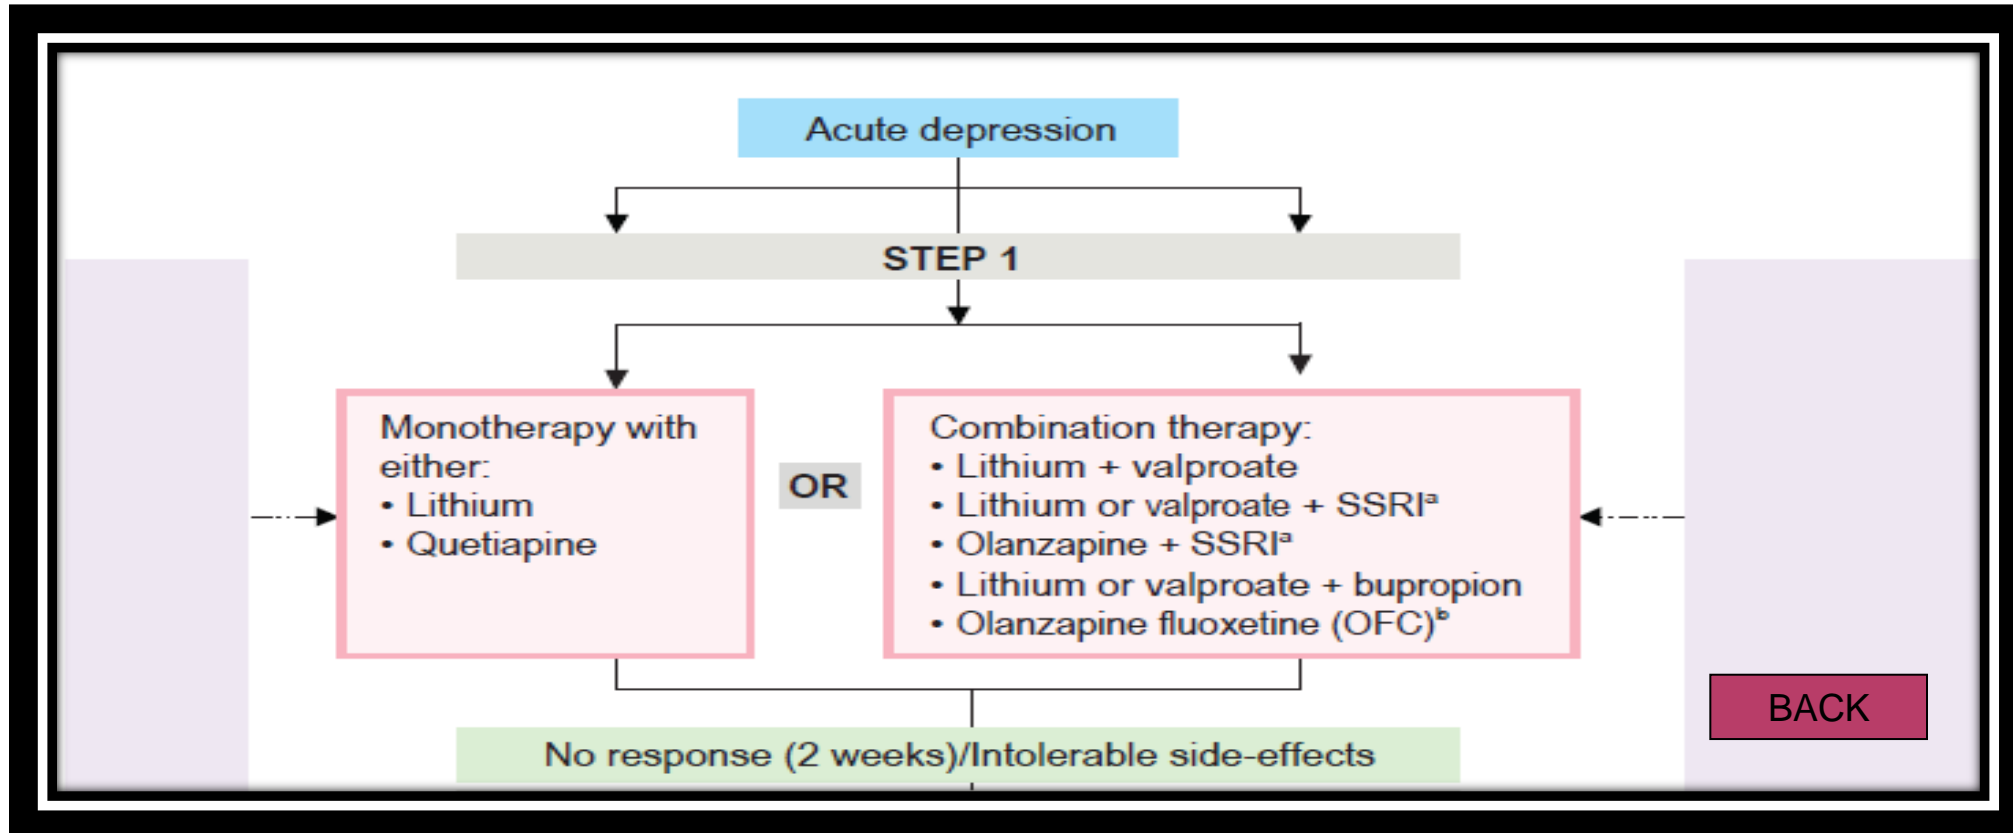 Acute depression
STEP 1
Monotherapy with
either:
• Lithium
• Quetiapine
OR
Combination therapy:
• Lithium + valproate
• Lithium or valproate + SSRIᵃ
• Olanzapine + SSRIᵃ
• Lithium or valproate + bupropion
• Olanzapine fluoxetine (OFC)ᵇ
BACK
No response (2 weeks)/Intolerable side-effects